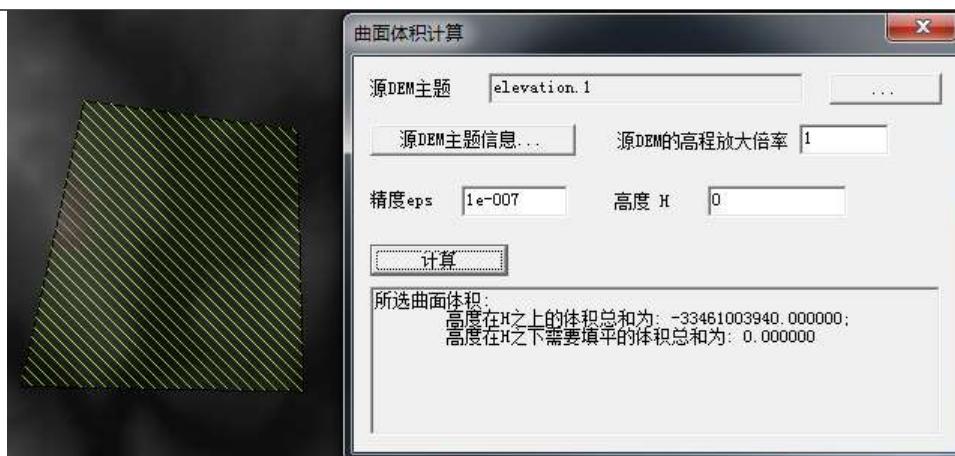 曲面体积计算
源DEM主题 elevation.1 ...
源DEM主题信息... 源DEM的高程放大倍率 1
精度eps 1e-007 高度 H 0
计算
所选曲面体积:
高度在H之上的体积总和为: -33461003940.000000;
高度在H之下需要填平的体积总和为: 0.000000